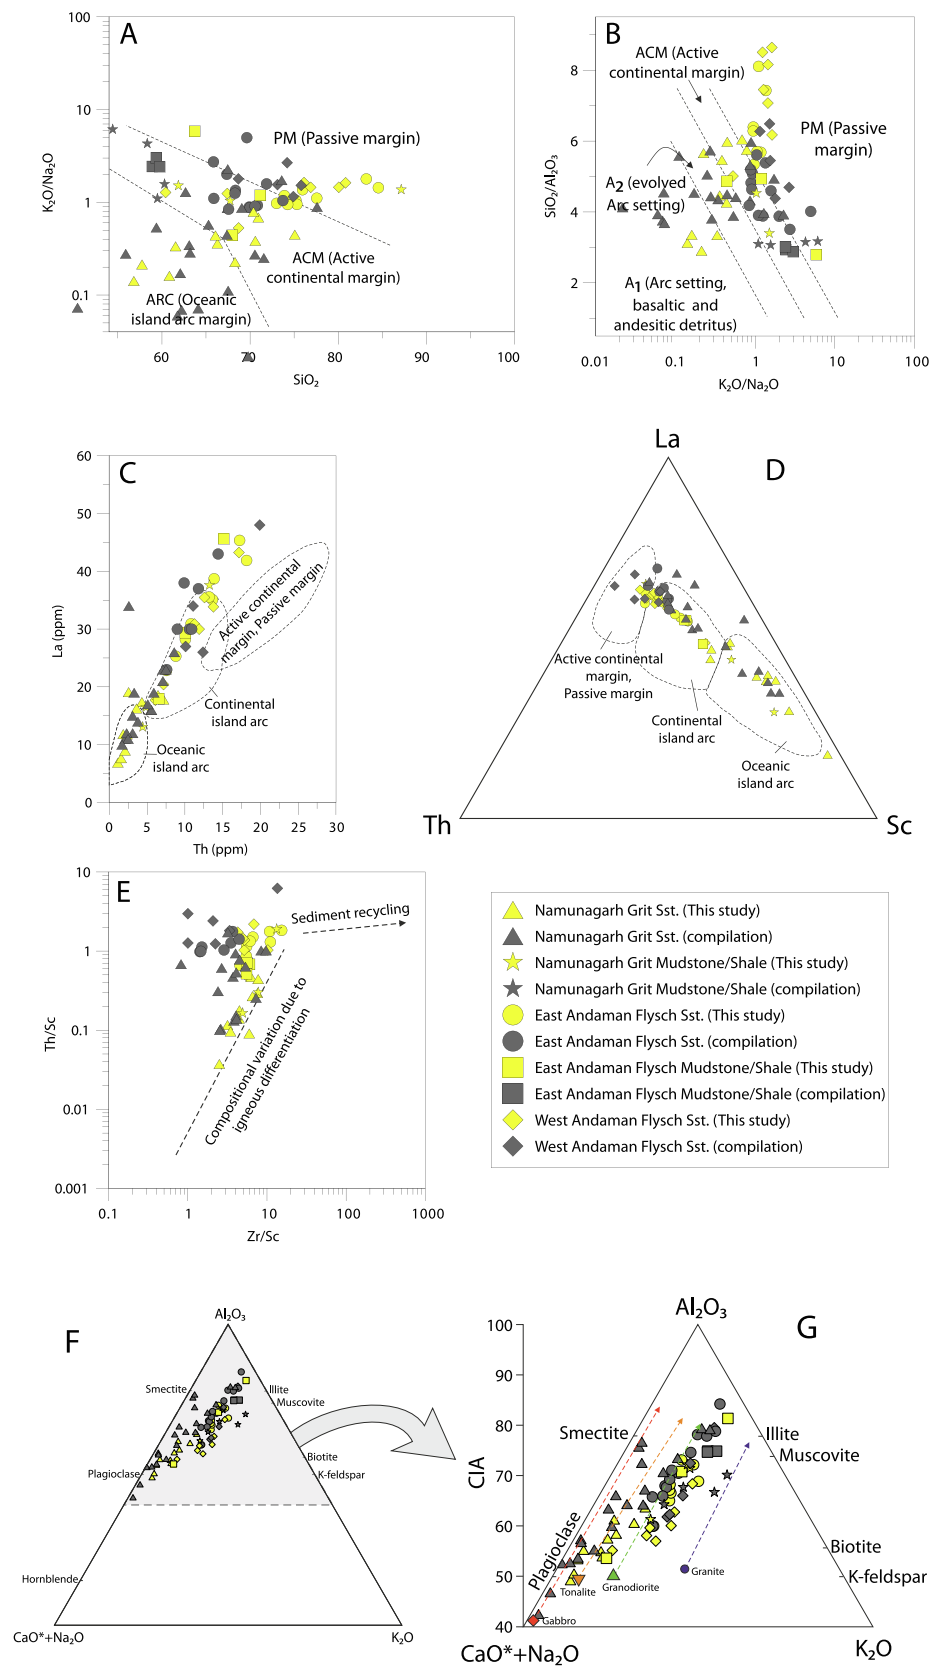 A
100
10
1
0.1
K₂O/Na₂O
PM (Passive margin)
ACM (Active
continental margin)
ARC (Oceanic
island arc margin)
60
70
80
90
100
SiO₂
B
8
6
4
2
SiO₂/Al₂O₃
ACM (Active
continental margin)
PM (Passive
margin)
A₂ (evolved
Arc setting)
A₁ (Arc setting,
basaltic and
andesitic detritus)
0.01
0.1
1
10
100
K₂O/Na₂O
C
60
50
40
30
20
10
0
La (ppm)
Active continental
margin, Passive margin
Continental
island arc
Oceanic
island arc
0
5
10
15
20
25
30
Th (ppm)
D
La
Active continental
margin,
Passive margin
Continental
island arc
Oceanic
island arc
Th
Sc
E
10
1
0.1
0.01
0.001
Th/Sc
Sediment recycling
Compositional variation due to
igneous differentiation
0.1
1
10
100
1000
Zr/Sc
Namunagarh Grit Sst. (This study)
Namunagarh Grit Sst. (compilation)
Namunagarh Grit Mudstone/Shale (This study)
Namunagarh Grit Mudstone/Shale (compilation)
East Andaman Flysch Sst. (This study)
East Andaman Flysch Sst. (compilation)
East Andaman Flysch Mudstone/Shale (This study)
East Andaman Flysch Mudstone/Shale (compilation)
West Andaman Flysch Sst. (This study)
West Andaman Flysch Sst. (compilation)
F
Al₂O₃
Smectite
Illite
Muscovite
Plagioclase
Biotite
K-feldspar
Hornblende
CaO*+Na₂O
K₂O
G
Al₂O₃
100
90
80
70
60
50
40
CIA
Smectite
Illite
Muscovite
Plagioclase
Biotite
K-feldspar
Tonalite
Granodiorite
Granite
Gabbro
CaO*+Na₂O
K₂O